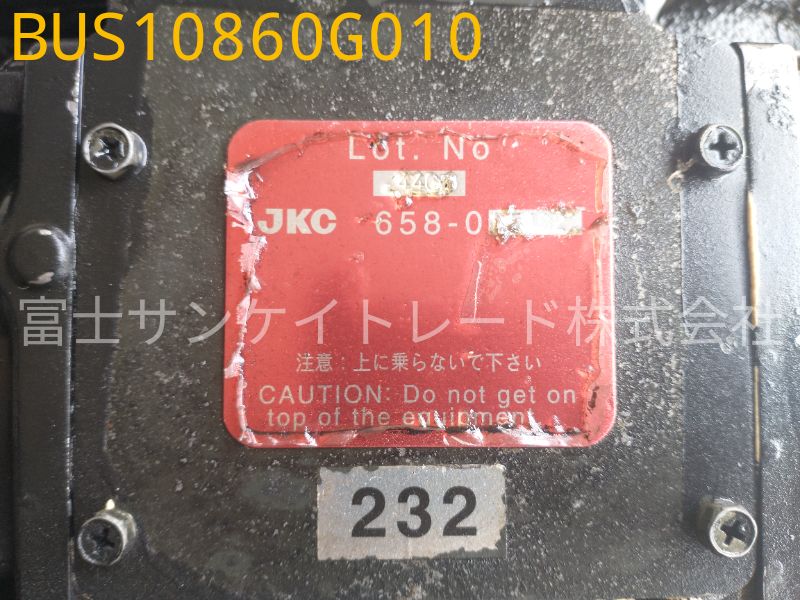 BUS10860G010
Lot. No
JKC 658-0
富士サンケイトレード株式会社
注意：上に乗らないで下さい
CAUTION: Do not get on
top of the equipment
232